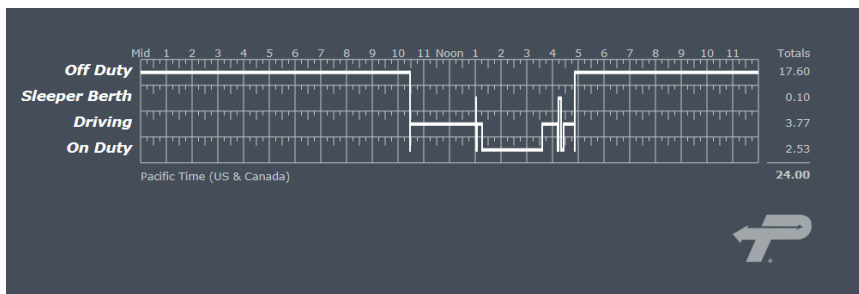 Mid 1 2 3 4 5 6 7 8 9 10 11 Noon 1 2 3 4 5 6 7 8 9 10 11 Totals
Off Duty 17.60
Sleeper Berth 0.10
Driving 3.77
On Duty 2.53
Pacific Time (US & Canada) 24.00